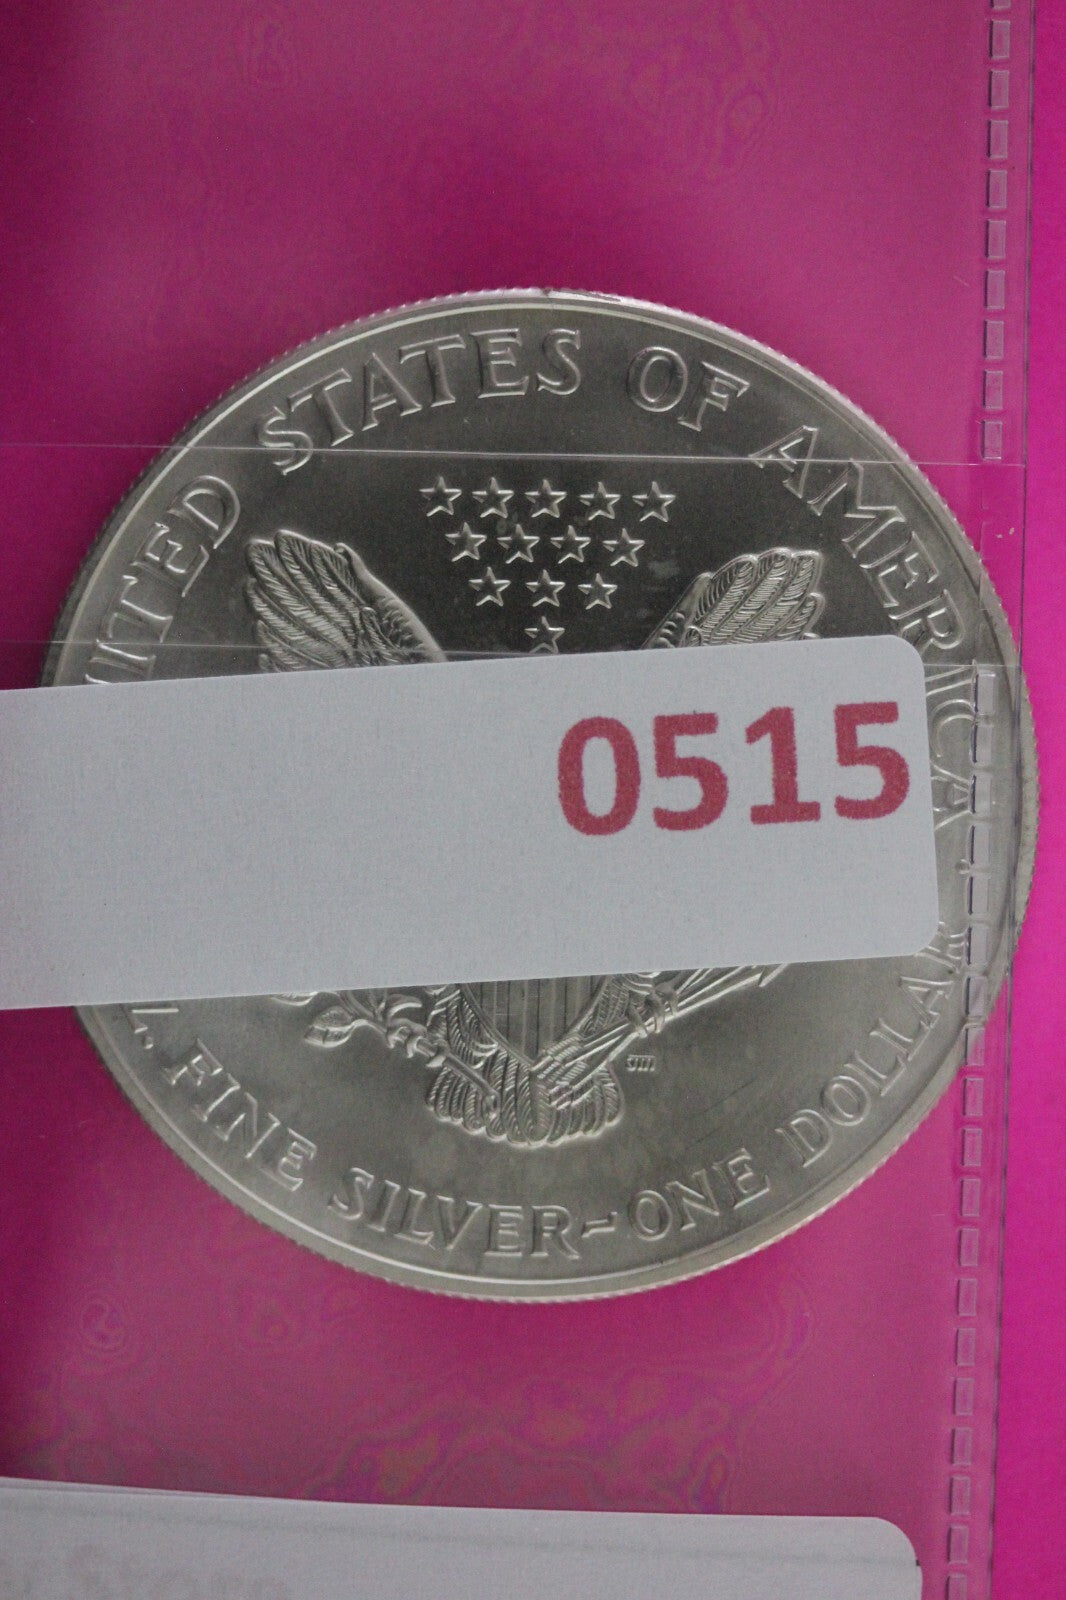 UNITED STATES OF AMERICA
0515
Z. FINE SILVER~ONE DOLLAR